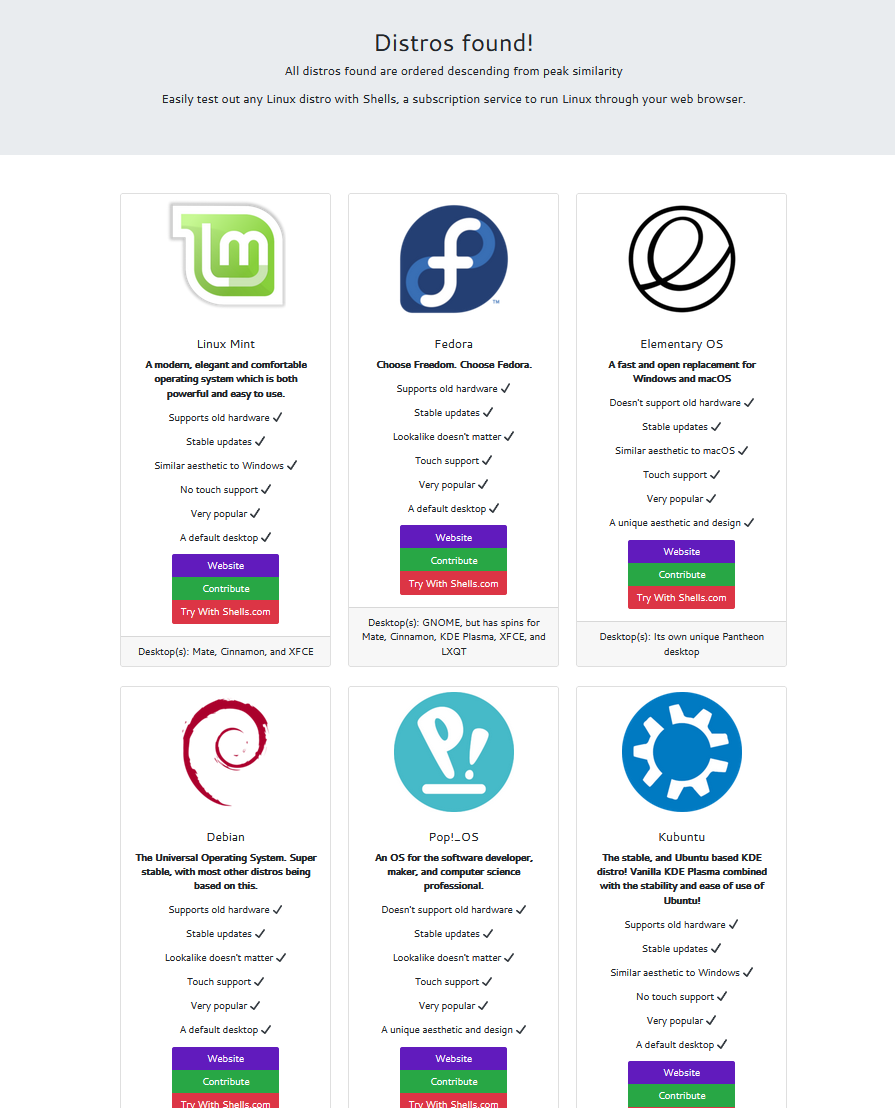 Distros found!
All distros found are ordered descending from peak similarity
Easily test out any Linux distro with Shells, a subscription service to run Linux through your web browser.
lm
Linux Mint
A modern, elegant and comfortable
operating system which is both
powerful and easy to use.
Supports old hardware ✓
Stable updates ✓
Similar aesthetic to Windows ✓
No touch support ✓
Very popular ✓
A default desktop ✓
Website
Contribute
Try With Shells.com
Desktop(s): Mate, Cinnamon, and XFCE
f
TM
Fedora
Choose Freedom. Choose Fedora.
Supports old hardware ✓
Stable updates ✓
Lookalike doesn't matter ✓
Touch support ✓
Very popular ✓
A default desktop ✓
Website
Contribute
Try With Shells.com
Desktop(s): GNOME, but has spins for
Mate, Cinnamon, KDE Plasma, XFCE, and
LXQT
e
Elementary OS
A fast and open replacement for
Windows and macOS
Doesn't support old hardware ✓
Stable updates ✓
Similar aesthetic to macOS ✓
Touch support ✓
Very popular ✓
A unique aesthetic and design ✓
Website
Contribute
Try With Shells.com
Desktop(s): Its own unique Pantheon
desktop
Debian
The Universal Operating System. Super
stable, with most other distros being
based on this.
Supports old hardware ✓
Stable updates ✓
Lookalike doesn't matter ✓
Touch support ✓
Very popular ✓
A default desktop ✓
Website
Contribute
Try With Shells.com
P!
Pop!_OS
An OS for the software developer,
maker, and computer science
professional.
Doesn't support old hardware ✓
Stable updates ✓
Lookalike doesn't matter ✓
Touch support ✓
Very popular ✓
A unique aesthetic and design ✓
Website
Contribute
Try With Shells.com
Kubuntu
The stable, and Ubuntu based KDE
distro! Vanilla KDE Plasma combined
with the stability and ease of use of
Ubuntu!
Supports old hardware ✓
Stable updates ✓
Similar aesthetic to Windows ✓
No touch support ✓
Very popular ✓
A default desktop ✓
Website
Contribute